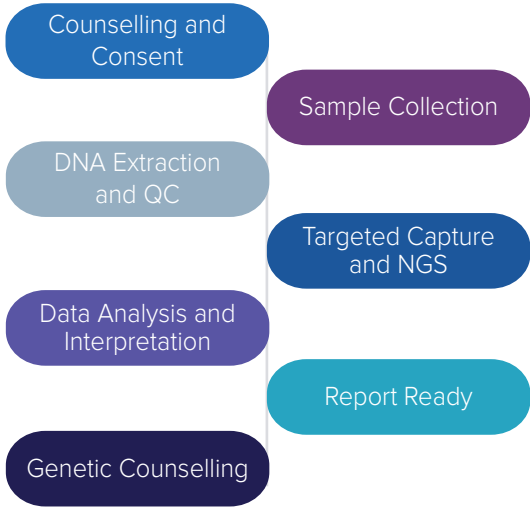 Counselling and
Consent
Sample Collection
DNA Extraction
and QC
Targeted Capture
and NGS
Data Analysis and
Interpretation
Report Ready
Genetic Counselling